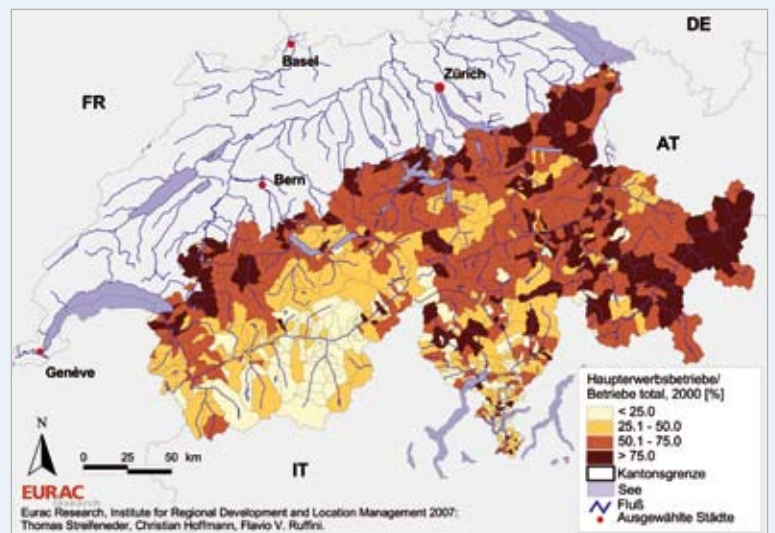 DE
Basel
Zürich
FR
AT
Bern
Genève
Haupterwerbsbetriebe/
Betriebe total, 2000 [%]
< 25.0
25.1 - 50.0
50.1 - 75.0
> 75.0
Kantonsgrenze
See
Fluß
Ausgewählte Städte
N
0 25 50 km
IT
EURAC
research
Eurac Research, Institute for Regional Development and Location Management 2007:
Thomas Streifeneder, Christian Hoffmann, Flavio V. Ruffini.